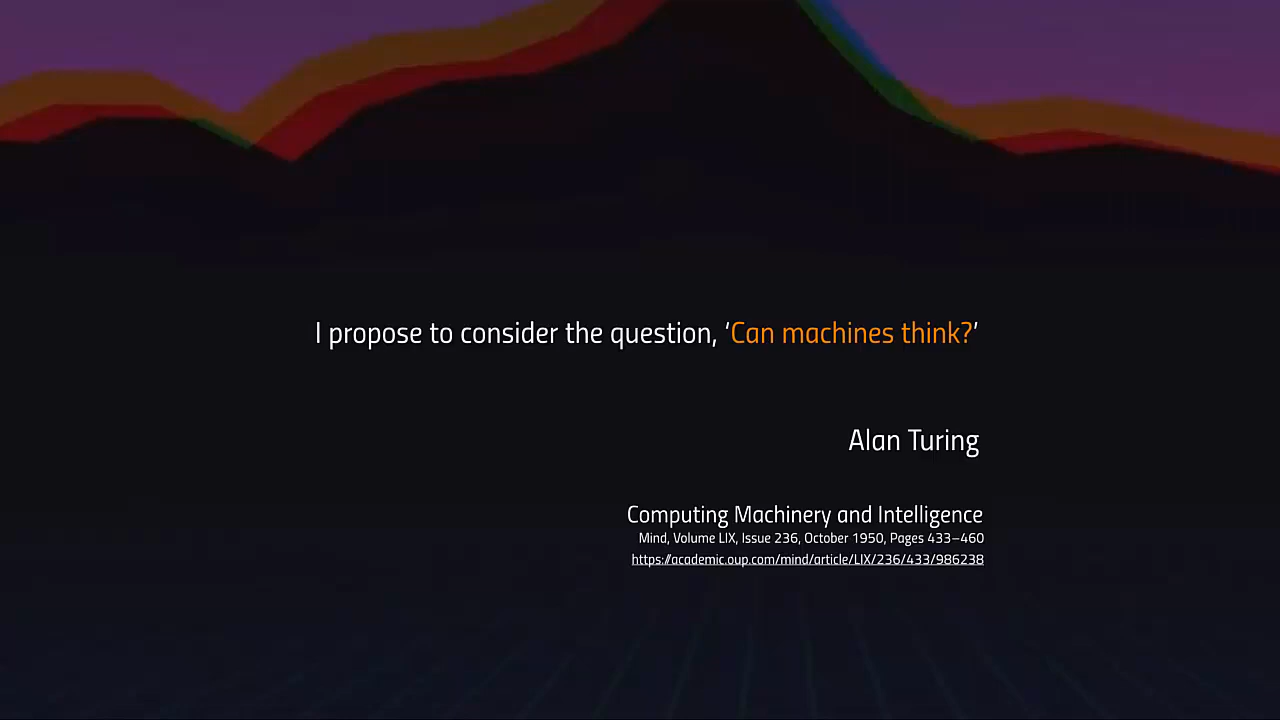 I propose to consider the question, ‘Can machines think?’
Alan Turing
Computing Machinery and Intelligence
Mind, Volume LIX, Issue 236, October 1950, Pages 433–460
https://academic.oup.com/mind/article/LIX/236/433/986238